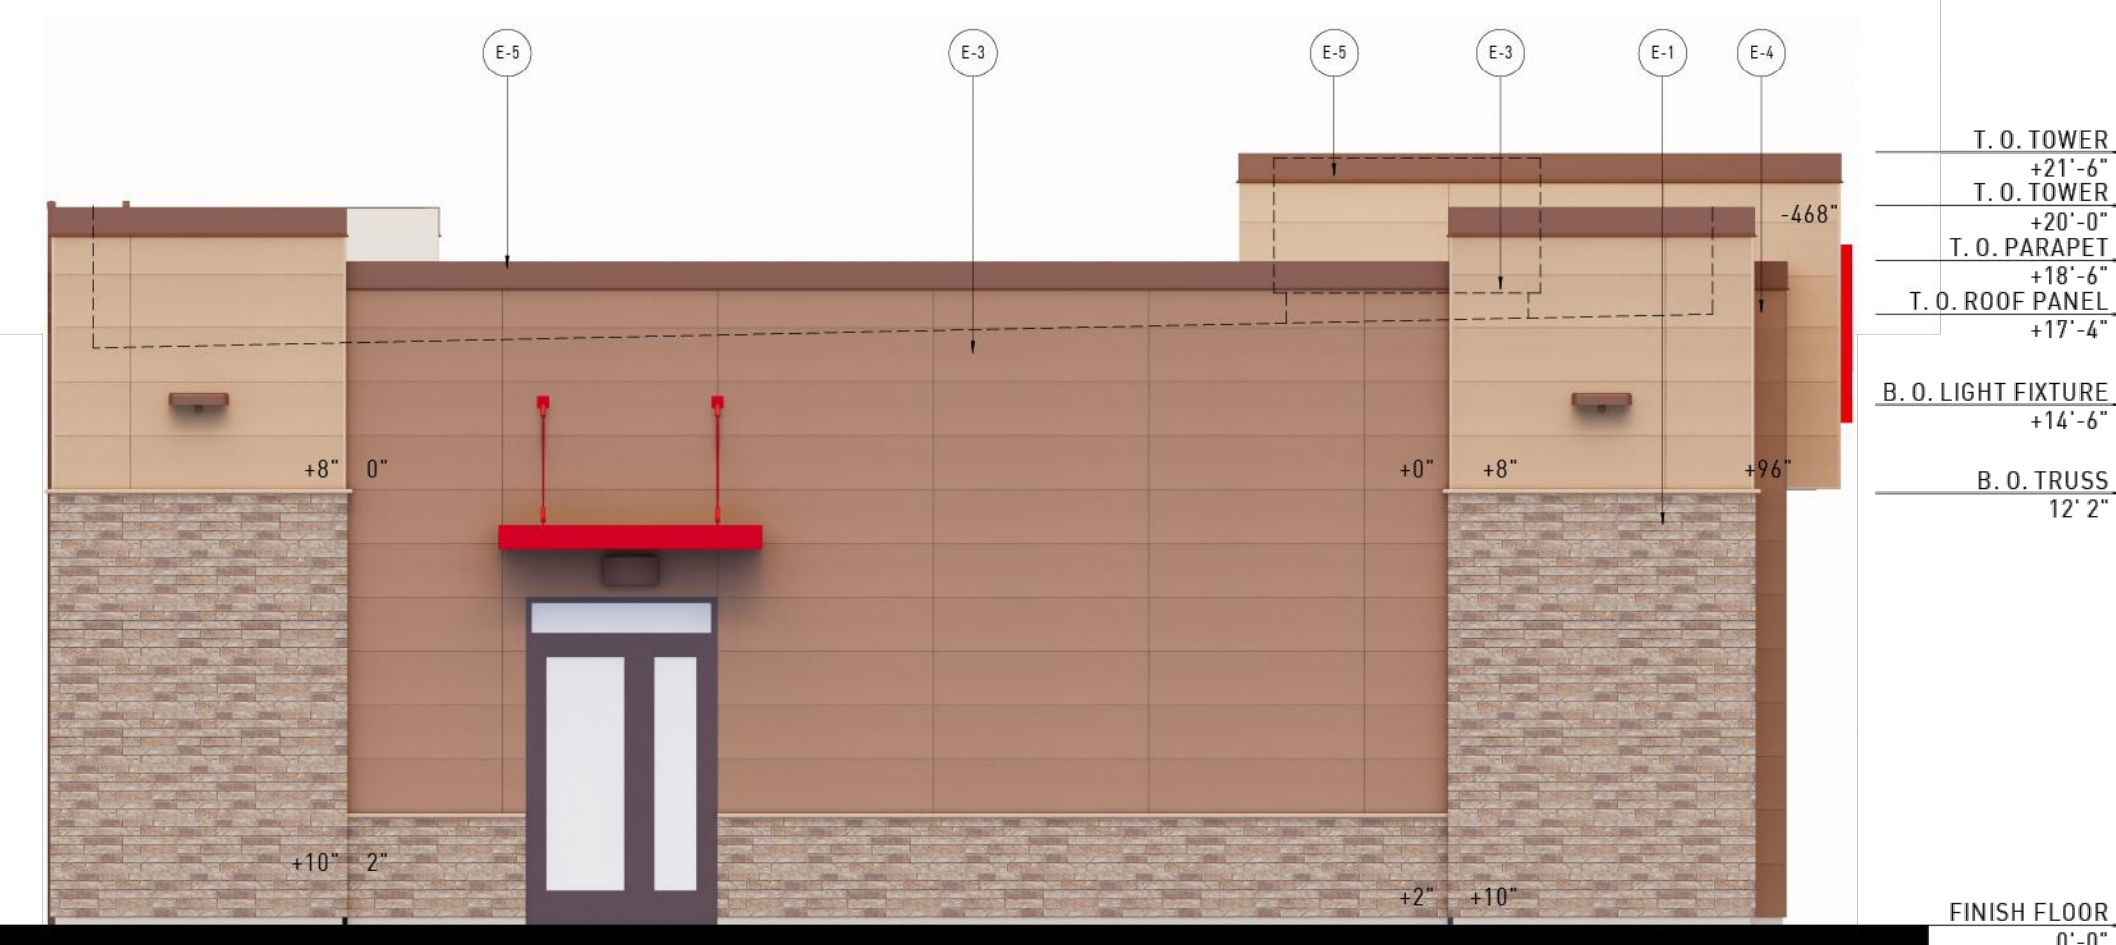 E-5
E-3
E-5
E-3
E-1
E-4
T. O. TOWER
+21'-6"
T. O. TOWER
+20'-0"
-468"
T. O. PARAPET
+18'-6"
T. O. ROOF PANEL
+17'-4"
B. O. LIGHT FIXTURE
+14'-6"
+8"
0"
+0"
+8"
+96"
B. O. TRUSS
12' 2"
+10"
2"
+2"
+10"
FINISH FLOOR
0'-0"